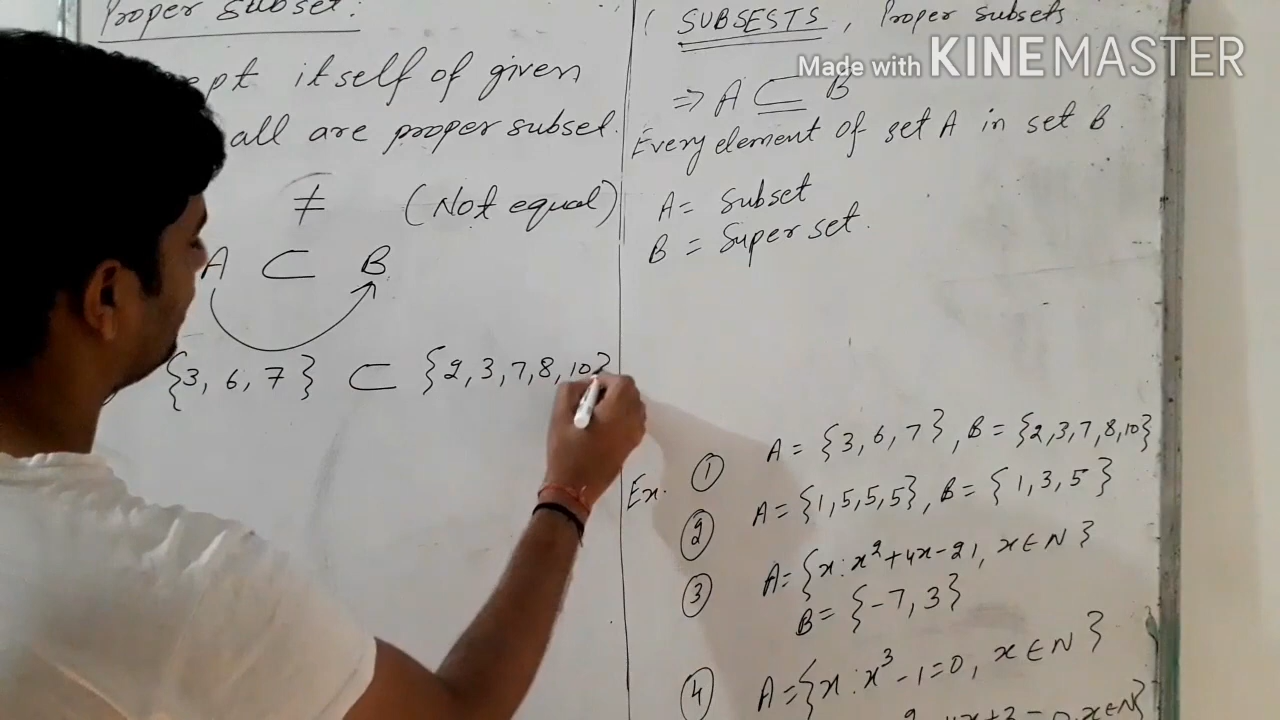 Proper Subset:
ept itself of given
all are proper subset.
≠ (Not equal)
A ⊂ B
{3, 6, 7} ⊂ {2, 3, 7, 8, 10}
SUBSESTS, Proper subsets
Made with KINEMASTER
⇒ A ⊆ B
Every element of set A in set B.
A = Subset
B = Super set.
Ex. ① A = {3, 6, 7}, B = {2, 3, 7, 8, 10}
② A = {1, 5, 5, 5}, B = {1, 3, 5}
③ A = {x : x² + 4x - 21, x ∈ N}
B = {-7, 3}
④ A = {x : x³ - 1 = 0, x ∈ N}